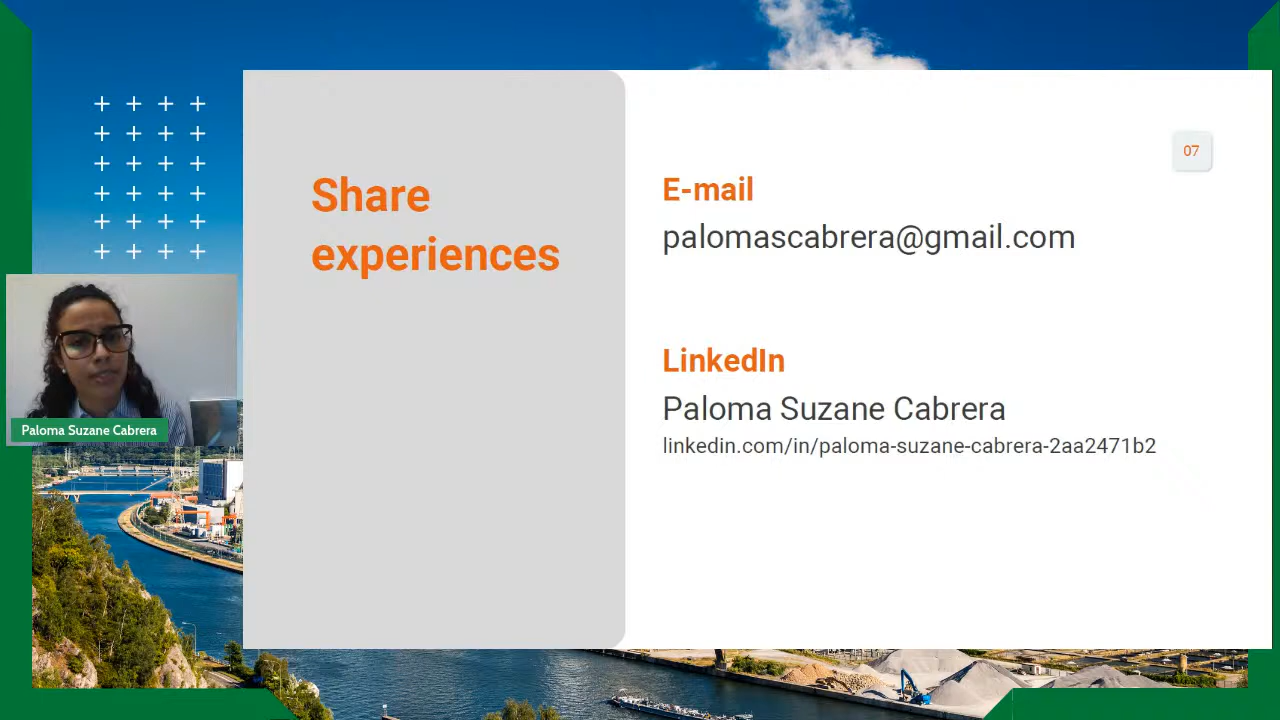 Share
experiences
07
E-mail
palomascabrera@gmail.com
LinkedIn
Paloma Suzane Cabrera
linkedin.com/in/paloma-suzane-cabrera-2aa2471b2
Paloma Suzane Cabrera